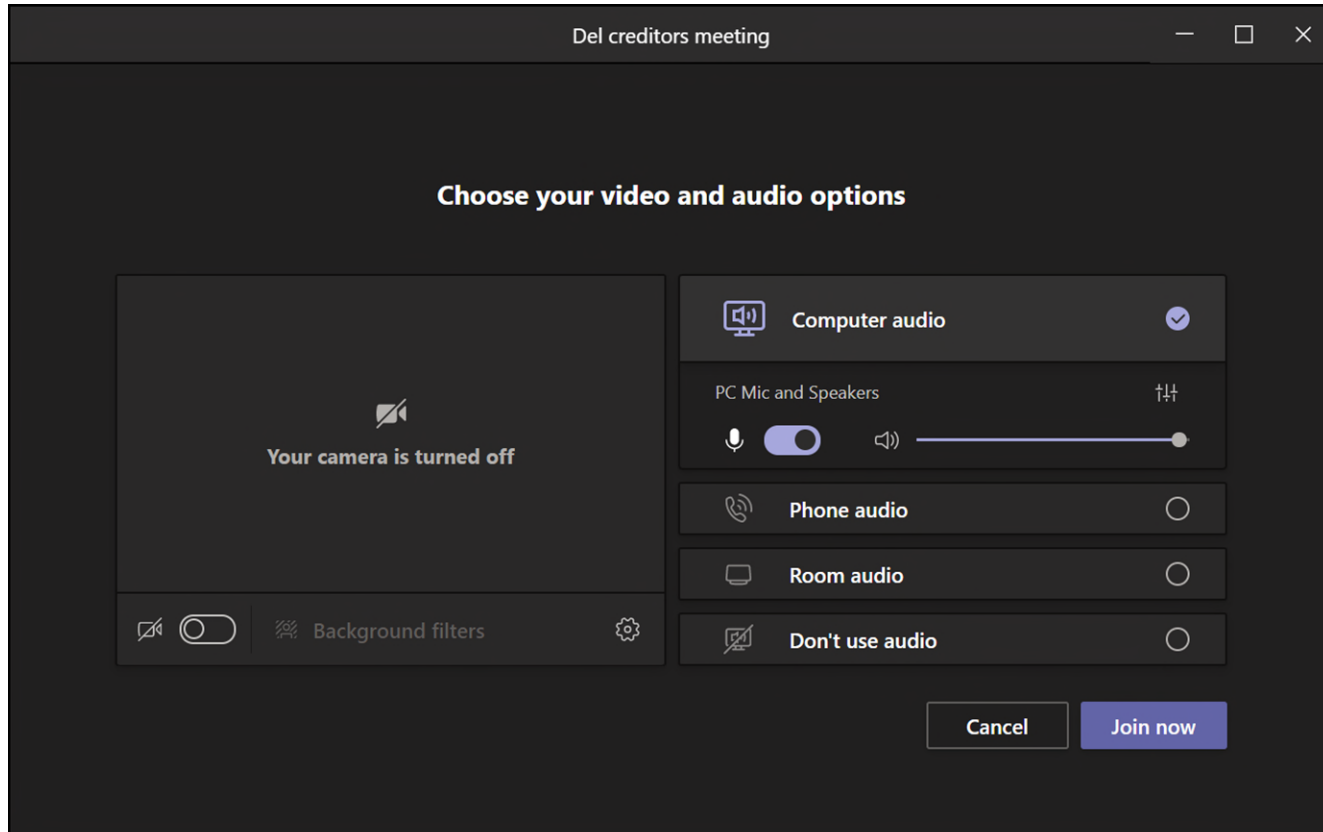 Del creditors meeting
Choose your video and audio options
Your camera is turned off
Background filters
Computer audio
PC Mic and Speakers
Phone audio
Room audio
Don't use audio
Cancel
Join now